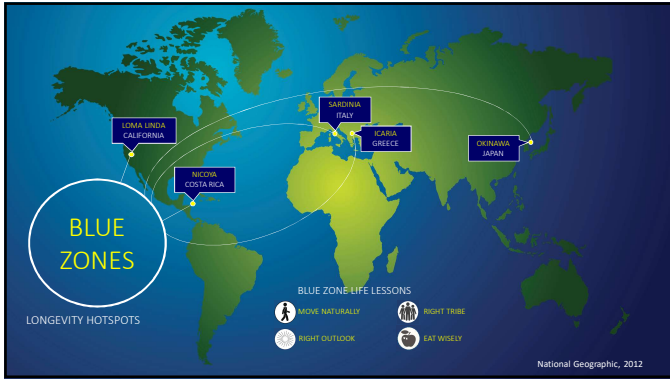 SARDINIA
ITALY
LOMA LINDA
CALIFORNIA
ICARIA
GREECE
OKINAWA
JAPAN
NICOYA
COSTA RICA
BLUE
ZONES
LONGEVITY HOTSPOTS
BLUE ZONE LIFE LESSONS
MOVE NATURALLY
RIGHT TRIBE
RIGHT OUTLOOK
EAT WISELY
National Geographic, 2012